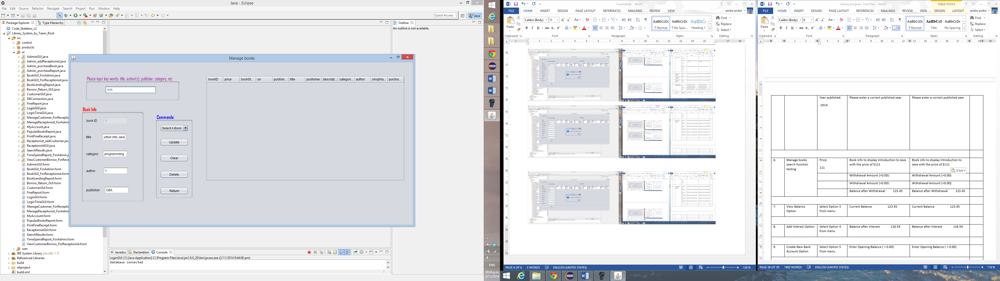 Java - Eclipse
File Edit Source Refactor Navigate Search Project Run Window Help
Quick Access
Java
Package Explorer
Type Hierarchy
Code_Skeleton_v2
Library_System_by_Team_Root
src
control
products
ui
AdiminGUI.java
Admin_addReceptionist.java
Admin_purchaseBook.java
Admin_purchaseReport.java
BookGUI_ForAdmin.java
BookGUI_ForReceptionist.java
BookLendingReport.java
Borrow_Return_GUI.java
CustomerGUI.java
DBConnection.java
FineReport.java
LoginGUI.java
LoginTimeGUI.java
ManageCustomer_ForReceptic
ManageRecepitonist_ForAdmin
MyAccount.java
PopularBooksReport.java
PrintFineReceipt.java
Receptionist_addCustomer.java
ReceptionistGUI.java
SearchResults.java
TimeSpendReport_ForAdmin.ja
ViewCustomerBorrow_ForRece
AdiminGUI.form
BookGUI_ForAdmin.form
BookGUI_ForReceptionist.form
BookLendingReport.form
Borrow_Return_GUI.form
CustomerGUI.form
FineReport.form
LoginGUI.form
LoginTimeGUI.form
ManageCustomer_ForReceptic
ManageRecepitonist_ForAdmin
MyAccount.form
PopularBooksReport.form
PrintFineReceipt.form
ReceptionistGUI.form
SearchResults.form
TimeSpendReport_ForAdmin.form
ViewCustomerBorrow_ForReceptionist.form
user
JRE System Library [JavaSE-1.7]
Referenced Libraries
build
nbproject
build.xml
Outline
An outline is not available.
Manage books
Please input key words: title, author(s), publisher, category, etc
111
Book Info
book ID 1
title uction into Java
category programming
author 1
publisher CBA
Commands
Select A Book
Update
Clear
Delete
Return
bookID price bookSt... sn publish... title publisher descript... categori... author shopNa... purcha...
Javadoc Declaration Console
LoginGUI (1) [Java Application] C:\Program Files\Java\jre1.8.0_20\bin\javaw.exe (2/11/2014 9:44:06 pm)
Database connected
ENG
10:34 p.m.
2/11/2014
Sceenshots - Word
FILE HOME INSERT DESIGN PAGE LAYOUT REFERENCES MAILINGS REVIEW VIEW
andre andre
Calibri (Body) 11
Paste
AaBbCcDc AaBbCcDc AaBbCc
¶ Normal ¶ No Spac... Heading 1
Find
Replace
Select
Clipboard Font Paragraph Styles Editing
PAGE 6 OF 6 5 WORDS ENGLISH (UNITED STATES) 120 %
Library program Test Plan - Word
TABLE TOOLS
FILE HOME INSERT DESIGN PAGE LAYOUT REFERENCES MAILINGS REVIEW VIEW DESIGN LAYOUT
andre andre
Calibri (Body) 9
Paste
AaBbCcDc AaBbCcl AaBbCcDc
¶ Normal Title No Spacing
Find
Replace
Select
Clipboard Font Paragraph Styles Editing
Year published: Please enter a correct published year Please enter a correct published year
-2014
6. Manage books search function testing
Price:
111
Book info to display Introduction to Java with the price of $111
Book info to display Introduction to Java with the price of $111
(Ctrl)
Withdrawal Amount (>0.00): Withdrawal Amount (>0.00):
Withdrawal Amount (>0.00): Withdrawal Amount (>0.00):
Balance after Withdrawal 123.45 Balance after Withdrawal 123.45
7. View Balance Option Select Option 3 from menu Current Balance 123.45 Current Balance 123.45
8. Add Interest Option Select Option 4 from menu Balance after Interest 126.54 Balance after Interest 126.54
9. Create New Bank Account Option Select Option 5 from menu Enter Opening Balance ( > 0.00): Enter Opening Balance ( > 0.00):
PAGE 36 OF 39 1985 WORDS ENGLISH (UNITED STATES) 110 %